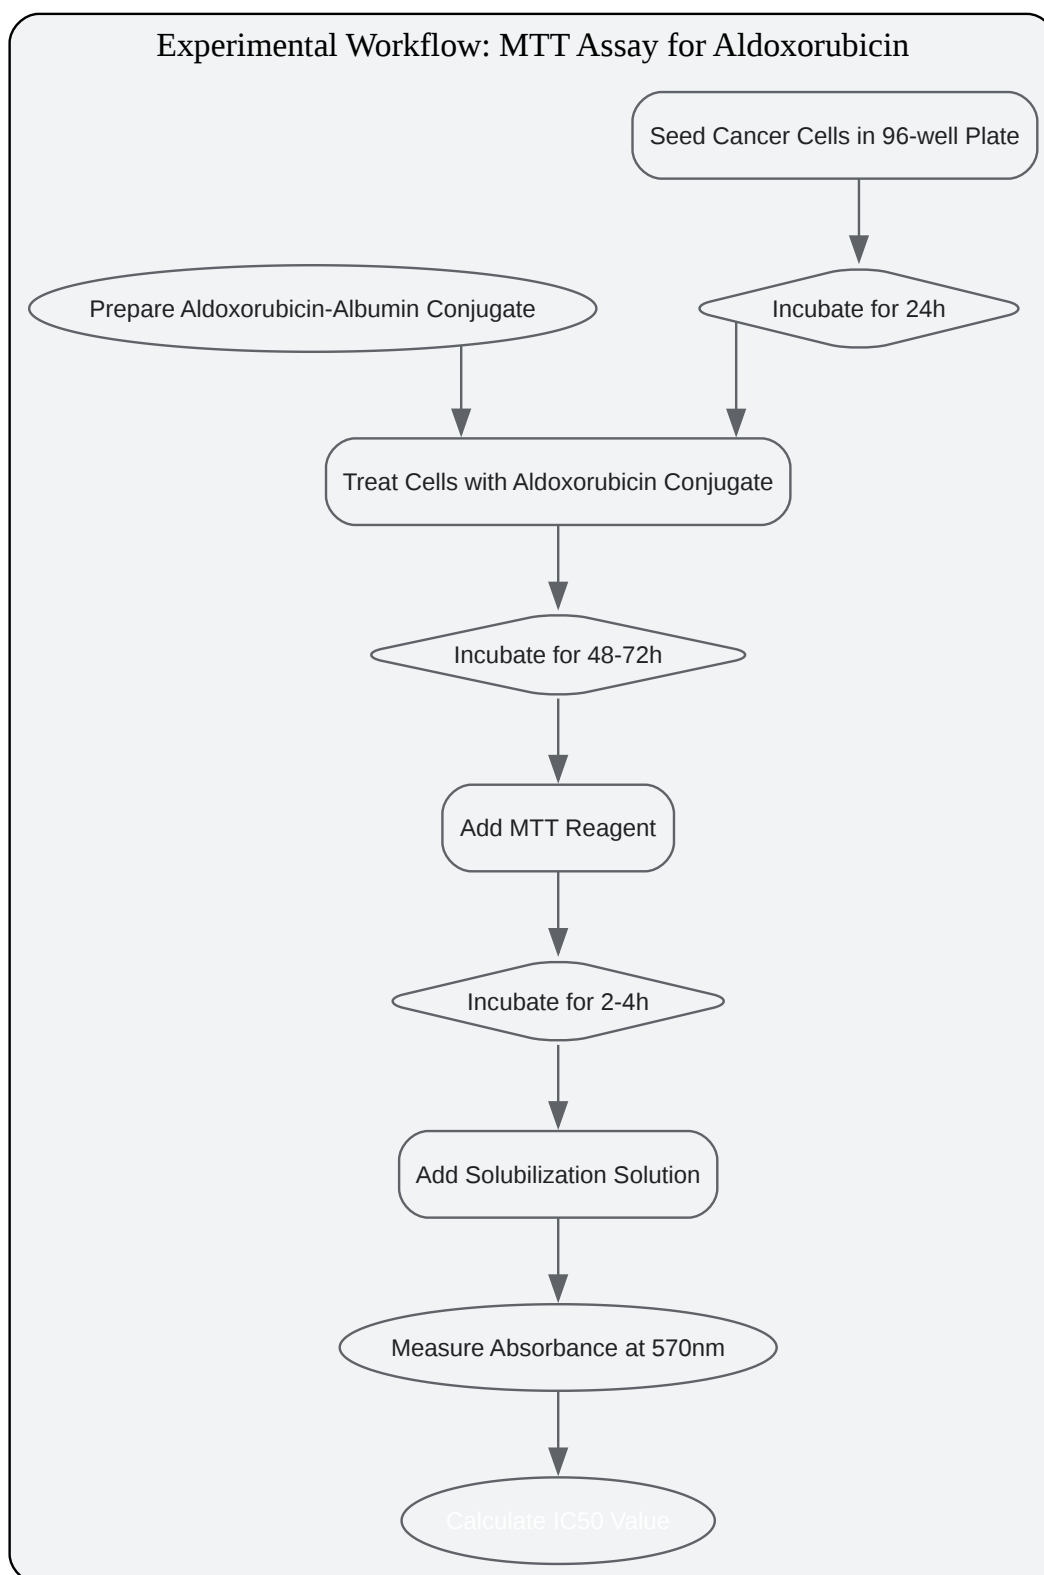 Experimental Workflow: MTT Assay for Aldoxorubicin
Seed Cancer Cells in 96-well Plate
Prepare Aldoxorubicin-Albumin Conjugate
Incubate for 24h
Treat Cells with Aldoxorubicin Conjugate
Incubate for 48-72h
Add MTT Reagent
Incubate for 2-4h
Add Solubilization Solution
Measure Absorbance at 570nm
Calculate IC50 Value